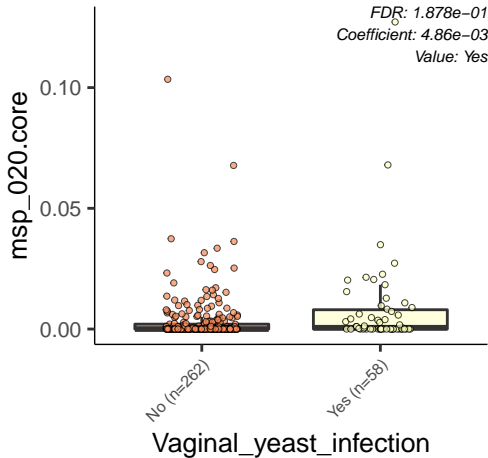 FDR: 1.878e−01
Coefficient: 4.86e−03
Value: Yes
msp_020.core
0.10
0.05
0.00
No (n=262)
Yes (n=58)
Vaginal_yeast_infection